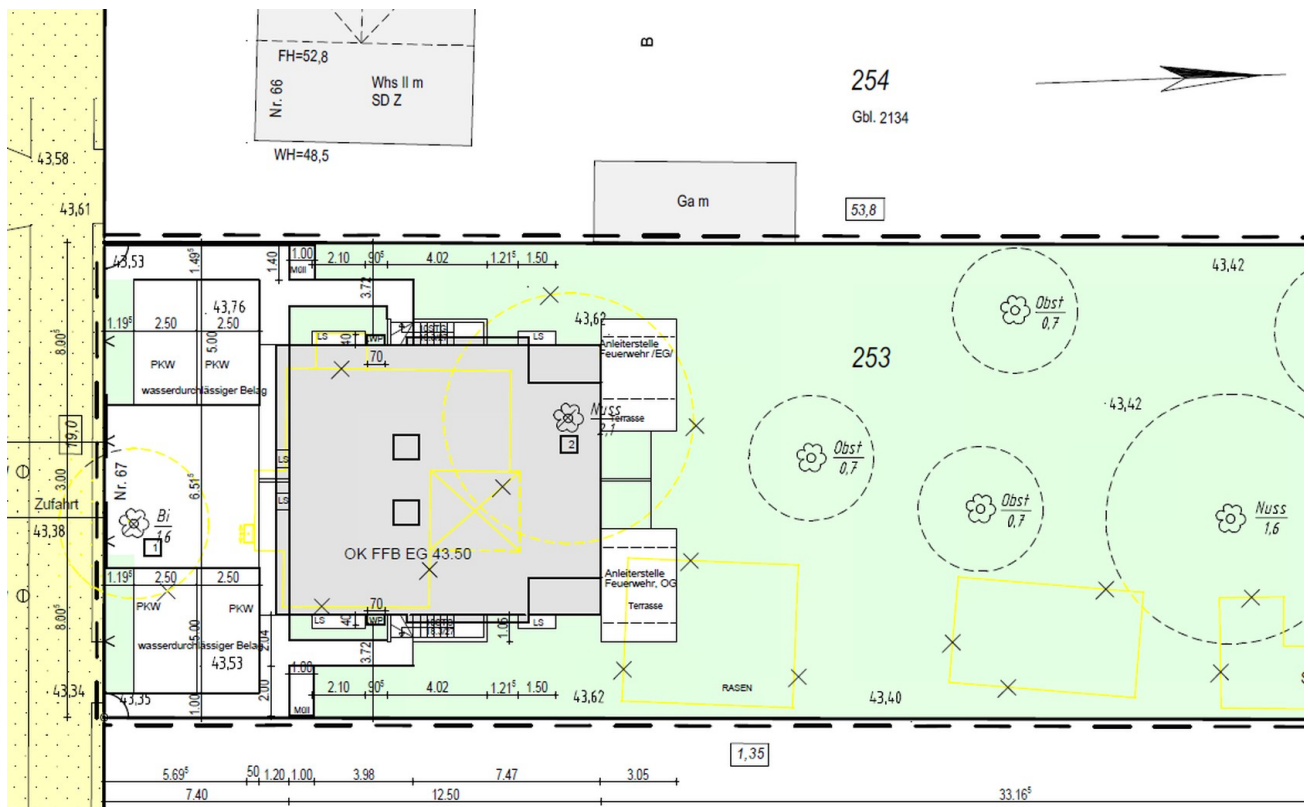 FH=52,8
Nr. 66
Whs II m
SD Z
WH=48,5
B
254
Gbl. 2134
43,58
43,61
Ga m
53,8
43,53
1.49⁵
1.40
1.00
Müll
2.10
90⁵
4.02
1.21⁵
1.50
3.72
43,42
43,76
43,62
Obst
0,7
1.19⁵
2.50
2.50
8.00⁵
5.00
PKW
PKW
wasserdurchlässiger Belag
LS
40
WP
70
LS
Anleiterstelle
Feuerwehr /EG/
Terrasse
253
43,42
Nuss
2,1
2
19,0
3.00
Nr. 67
6.51⁵
LS
LS
Obst
0,7
Obst
0,7
Nuss
1,6
Zufahrt
43,38
Bi
1,6
1
OK FFB EG 43.50
1.19⁵
2.50
2.50
8.00⁵
PKW
PKW
5.00
wasserdurchlässiger Belag
43,53
2.04
LS
40
70
WP
3.72
1.05
LS
Anleiterstelle
Feuerwehr, OG
Terrasse
43,34
43,35
1.00
2.00
1.00
Müll
2.10
90⁵
4.02
1.21⁵
1.50
43,62
RASEN
43,40
S
1,35
5.69⁵
50
1.20
1.00
3.98
7.47
3.05
7.40
12.50
33.16⁵